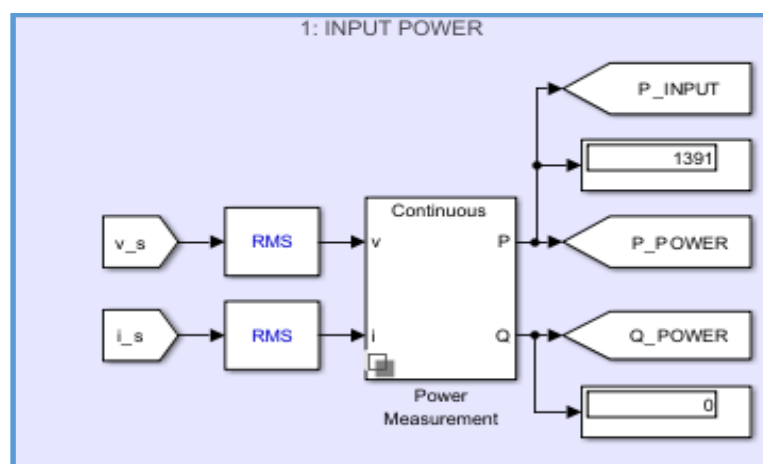 1: INPUT POWER
P_INPUT
1391
Continuous
v_s
RMS
v
P
P_POWER
i_s
RMS
i
Q
Q_POWER
0
Power
Measurement